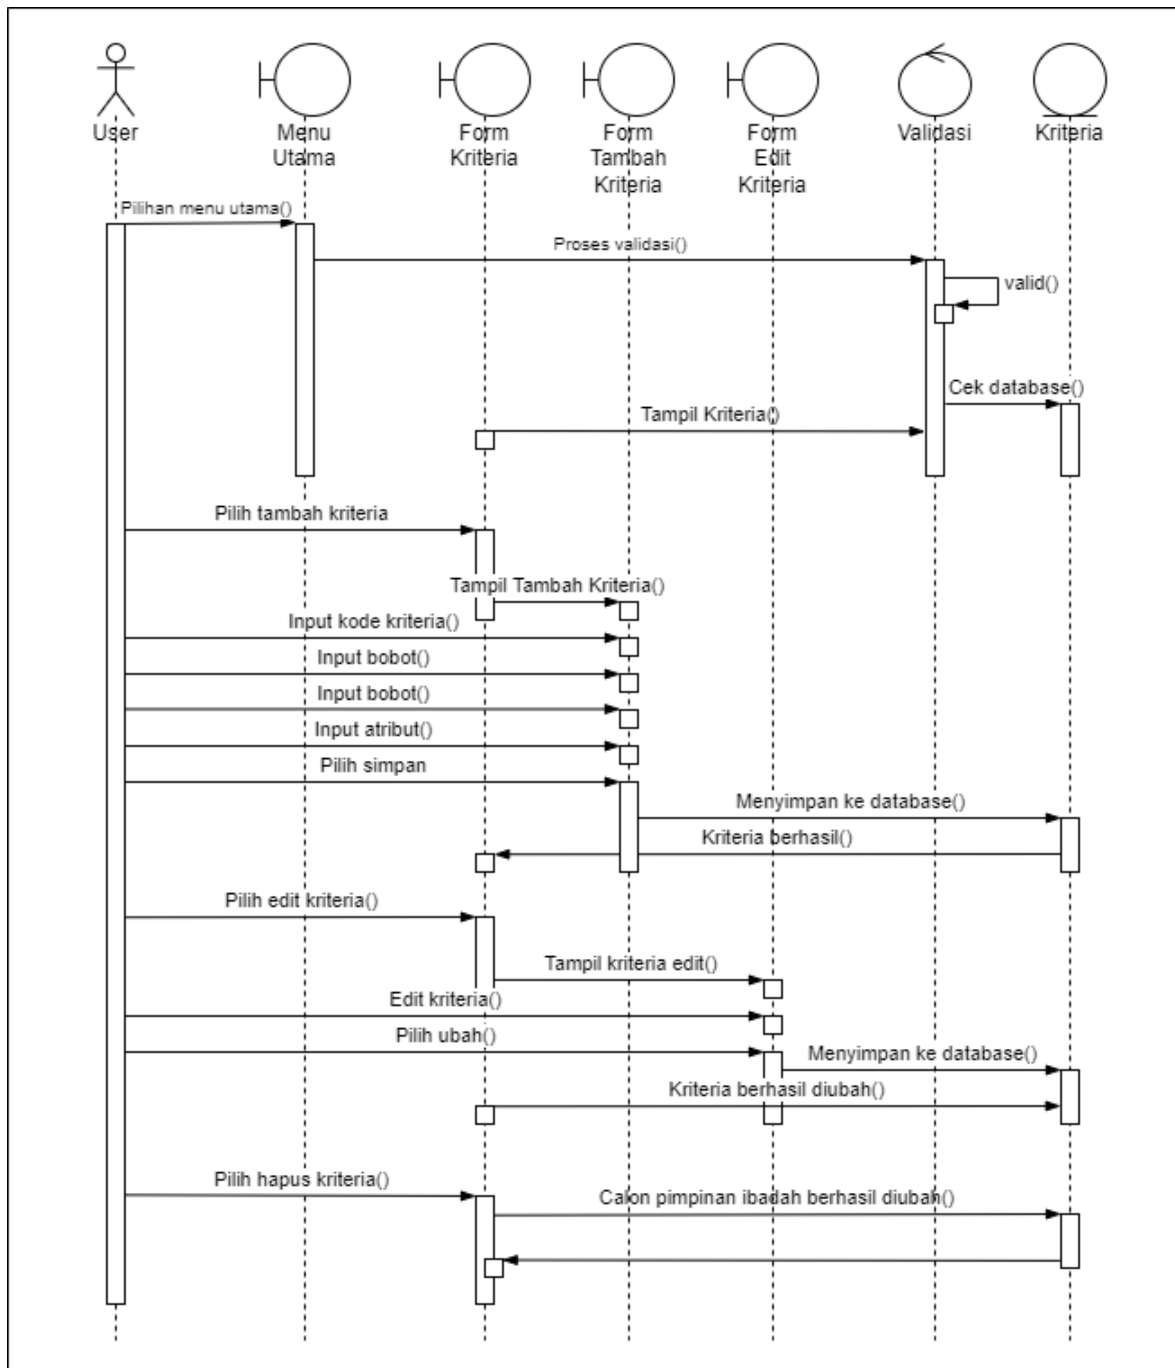 User
Menu
Utama
Form
Kriteria
Form
Tambah
Kriteria
Form
Edit
Kriteria
Validasi
Kriteria
Pilihan menu utama()
Proses validasi()
valid()
Cek database()
Tampil Kriteria()
Pilih tambah kriteria
Tampil Tambah Kriteria()
Input kode kriteria()
Input bobot()
Input bobot()
Input atribut()
Pilih simpan
Menyimpan ke database()
Kriteria berhasil()
Pilih edit kriteria()
Tampil kriteria edit()
Edit kriteria()
Pilih ubah()
Menyimpan ke database()
Kriteria berhasil diubah()
Pilih hapus kriteria()
Calon pimpinan ibadah berhasil diubah()